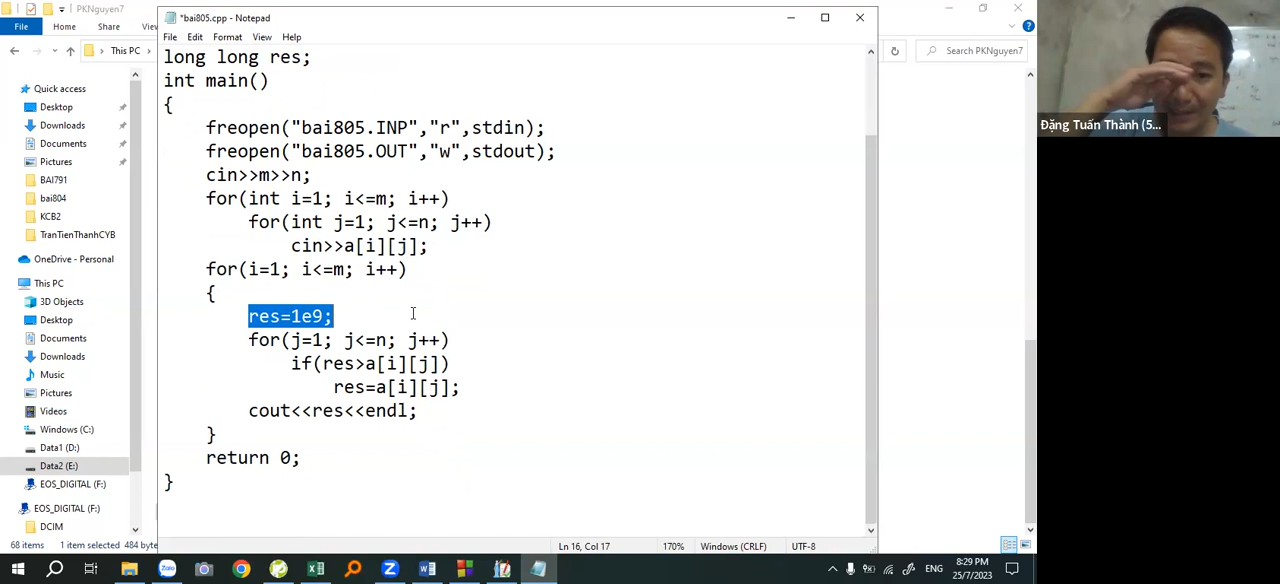 PKNguyen7
*bai805.cpp - Notepad
File Home Share Vie
File Edit Format View Help
This PC
Search PKNguyen7
Quick access
Desktop
Downloads
Documents
Pictures
BAI791
bai804
KCB2
TranTienThanhCYB
OneDrive - Personal
This PC
3D Objects
Desktop
Documents
Downloads
Music
Pictures
Videos
Windows (C:)
Data1 (D:)
Data2 (E:)
EOS_DIGITAL (F:)
EOS_DIGITAL (F:)
DCIM
68 items 1 item selected 484 byte
long long res;
int main()
{
freopen("bai805.INP","r",stdin);
freopen("bai805.OUT","w",stdout);
cin>>m>>n;
for(int i=1; i<=m; i++)
for(int j=1; j<=n; j++)
cin>>a[i][j];
for(i=1; i<=m; i++)
{
res=1e9;
for(j=1; j<=n; j++)
if(res>a[i][j])
res=a[i][j];
cout<<res<<endl;
}
return 0;
}
Ln 16, Col 17 170% Windows (CRLF) UTF-8
Đặng Tuấn Thành (5...
Zalo
ENG
8:29 PM
25/7/2023